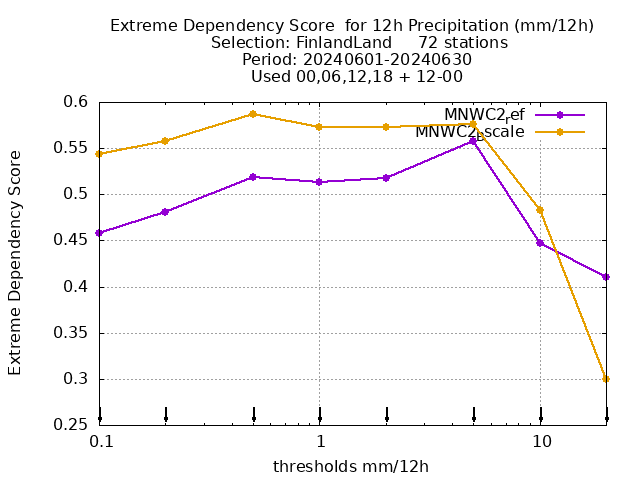 Extreme Dependency Score  for 12h Precipitation (mm/12h)
Selection: FinlandLand     72 stations
Period: 20240601-20240630
Used 00,06,12,18 + 12-00
MNWC2ref
MNWC2Lscale
Extreme Dependency Score
0.6
0.55
0.5
0.45
0.4
0.35
0.3
0.25
0.1
1
10
thresholds mm/12h